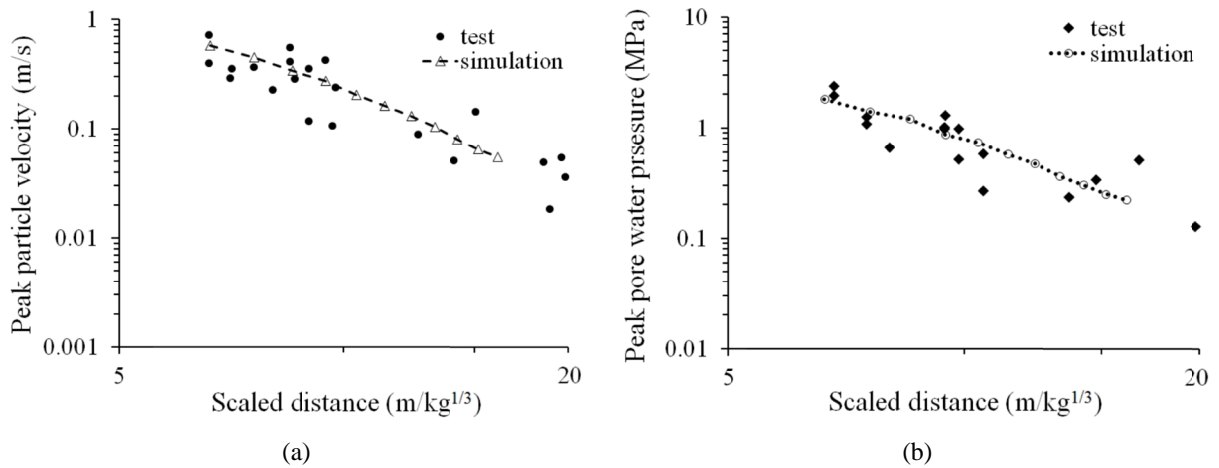 Peak particle velocity (m/s)
1
0.1
0.01
0.001
5
20
Scaled distance (m/kg1/3)
test
simulation
(a)
Peak pore water prsesure (MPa)
10
1
0.1
0.01
5
20
Scaled distance (m/kg1/3)
test
simulation
(b)